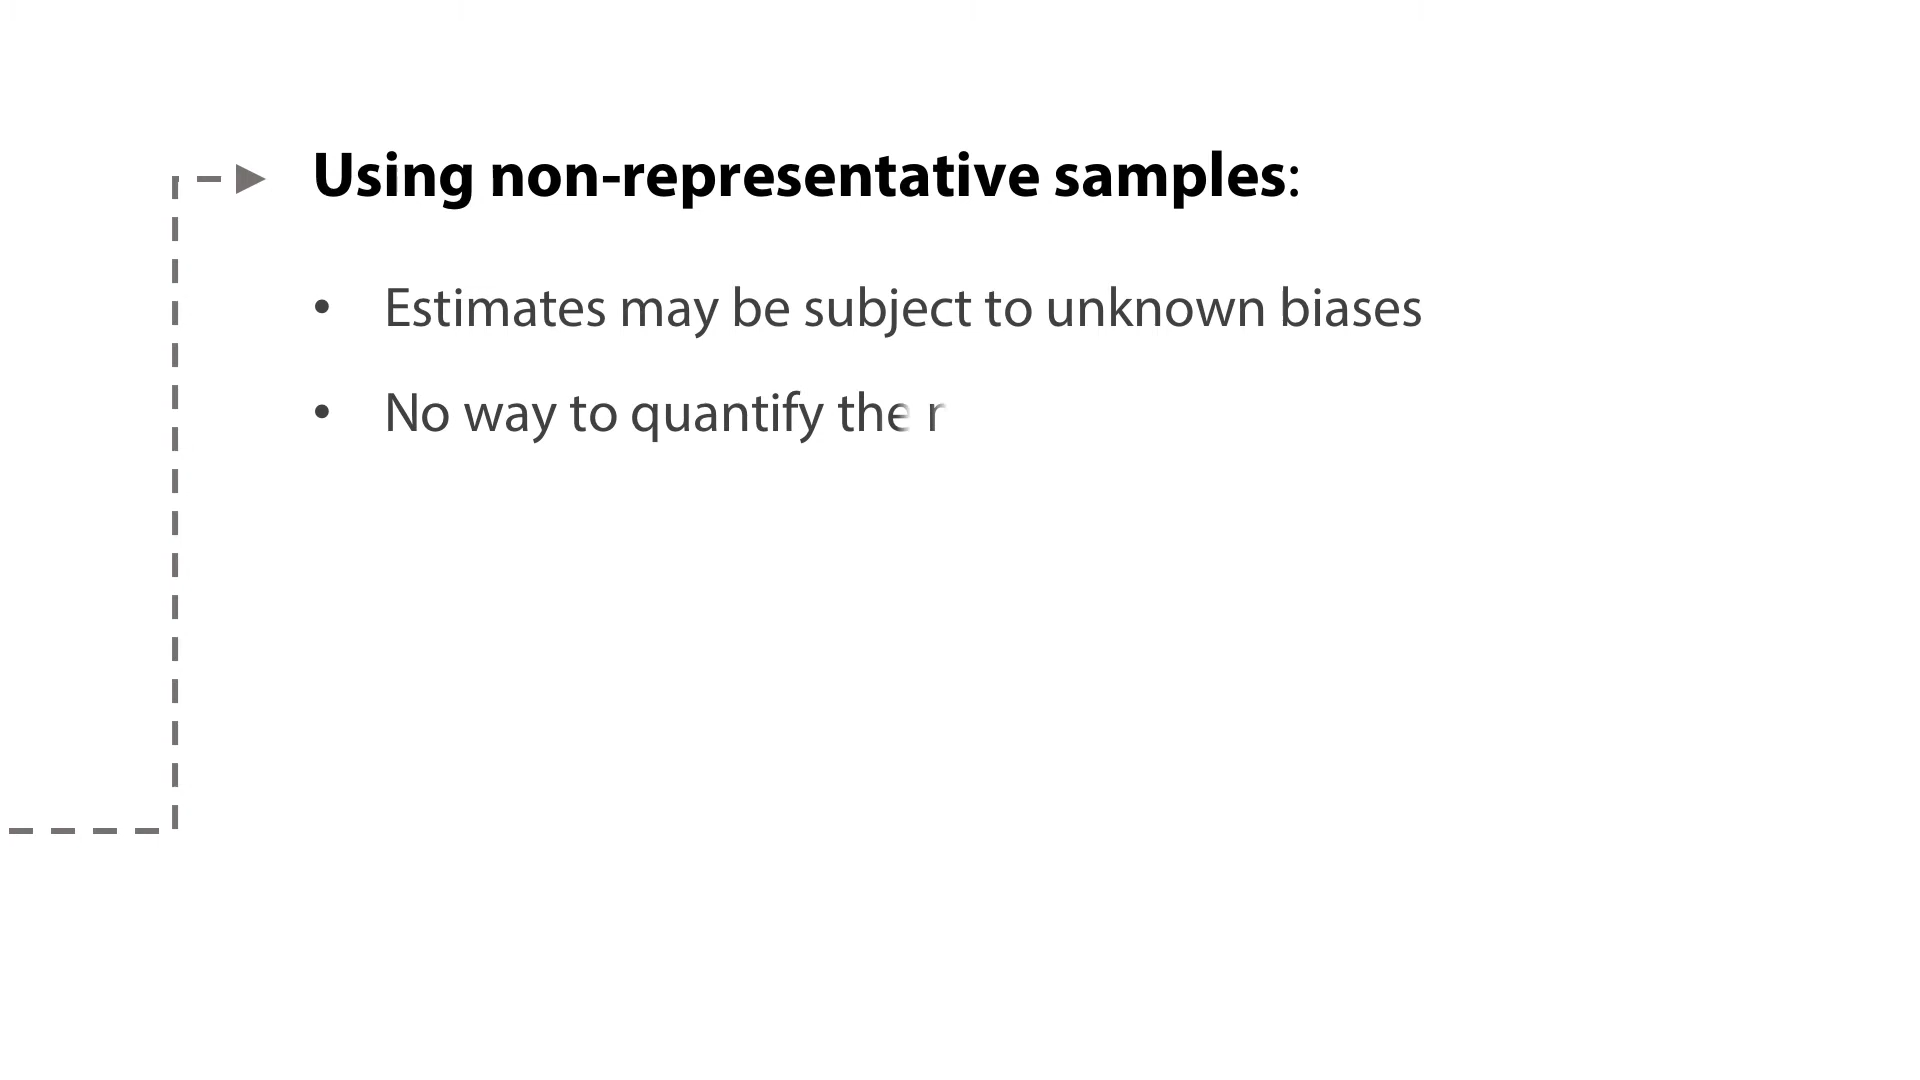 Using non-representative samples:
• Estimates may be subject to unknown biases
• No way to quantify the